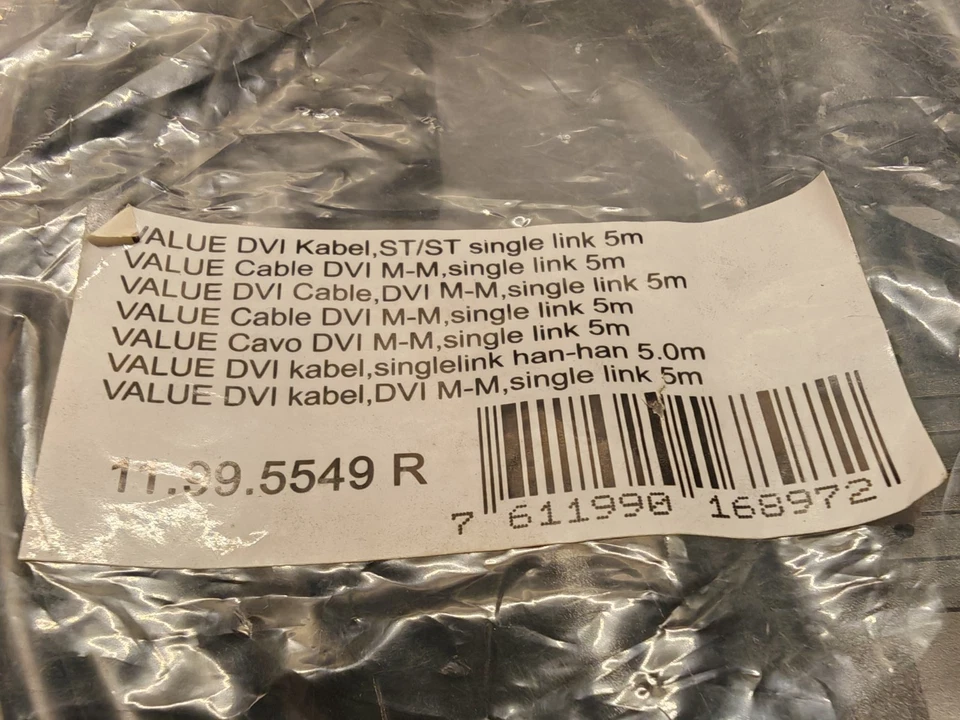 VALUE DVI Kabel,ST/ST single link 5m
VALUE Cable DVI M-M,single link 5m
VALUE DVI Cable,DVI M-M,single link 5m
VALUE Cable DVI M-M,single link 5m
VALUE Cavo DVI M-M,single link 5m
VALUE DVI kabel,singlelink han-han 5.0m
VALUE DVI kabel,DVI M-M,single link 5m
11.99.5549 R
7 611990 168972